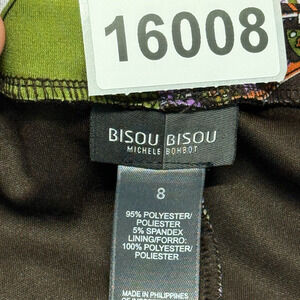 16008
BISOU BISOU
MICHELE BOHBOT
8
95% POLYESTER/
POLIESTER
5% SPANDEX
LINING/FORRO:
100% POLYESTER/
POLIESTER
MADE IN PHILIPPINES